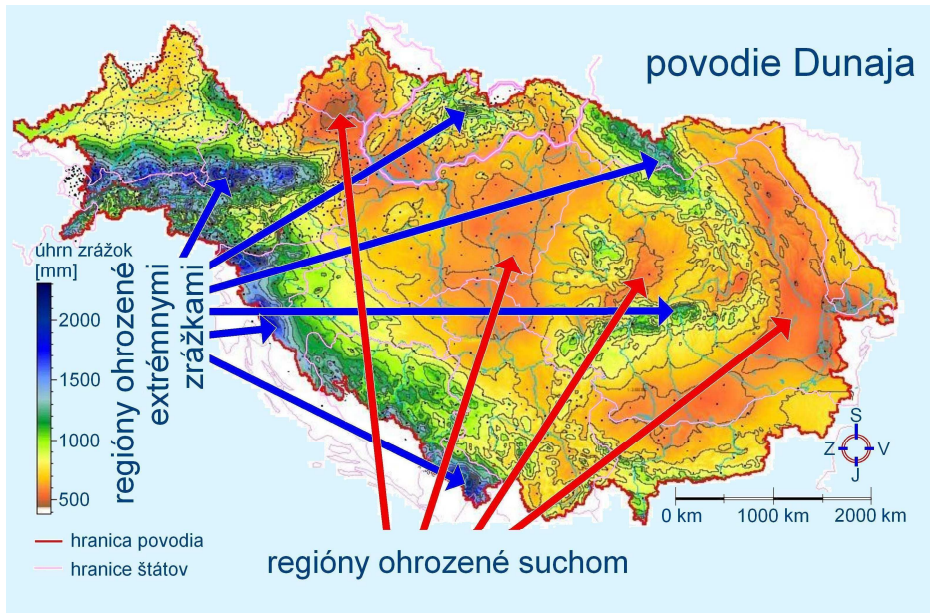 povodie Dunaja
úhrn zrážok
[mm]
2000
1500
1000
500
regióny ohrozené
extrémnymi
zrážkami
hranica povodia
hranice štátov
regióny ohrozené suchom
S
Z V
J
0 km 1000 km 2000 km